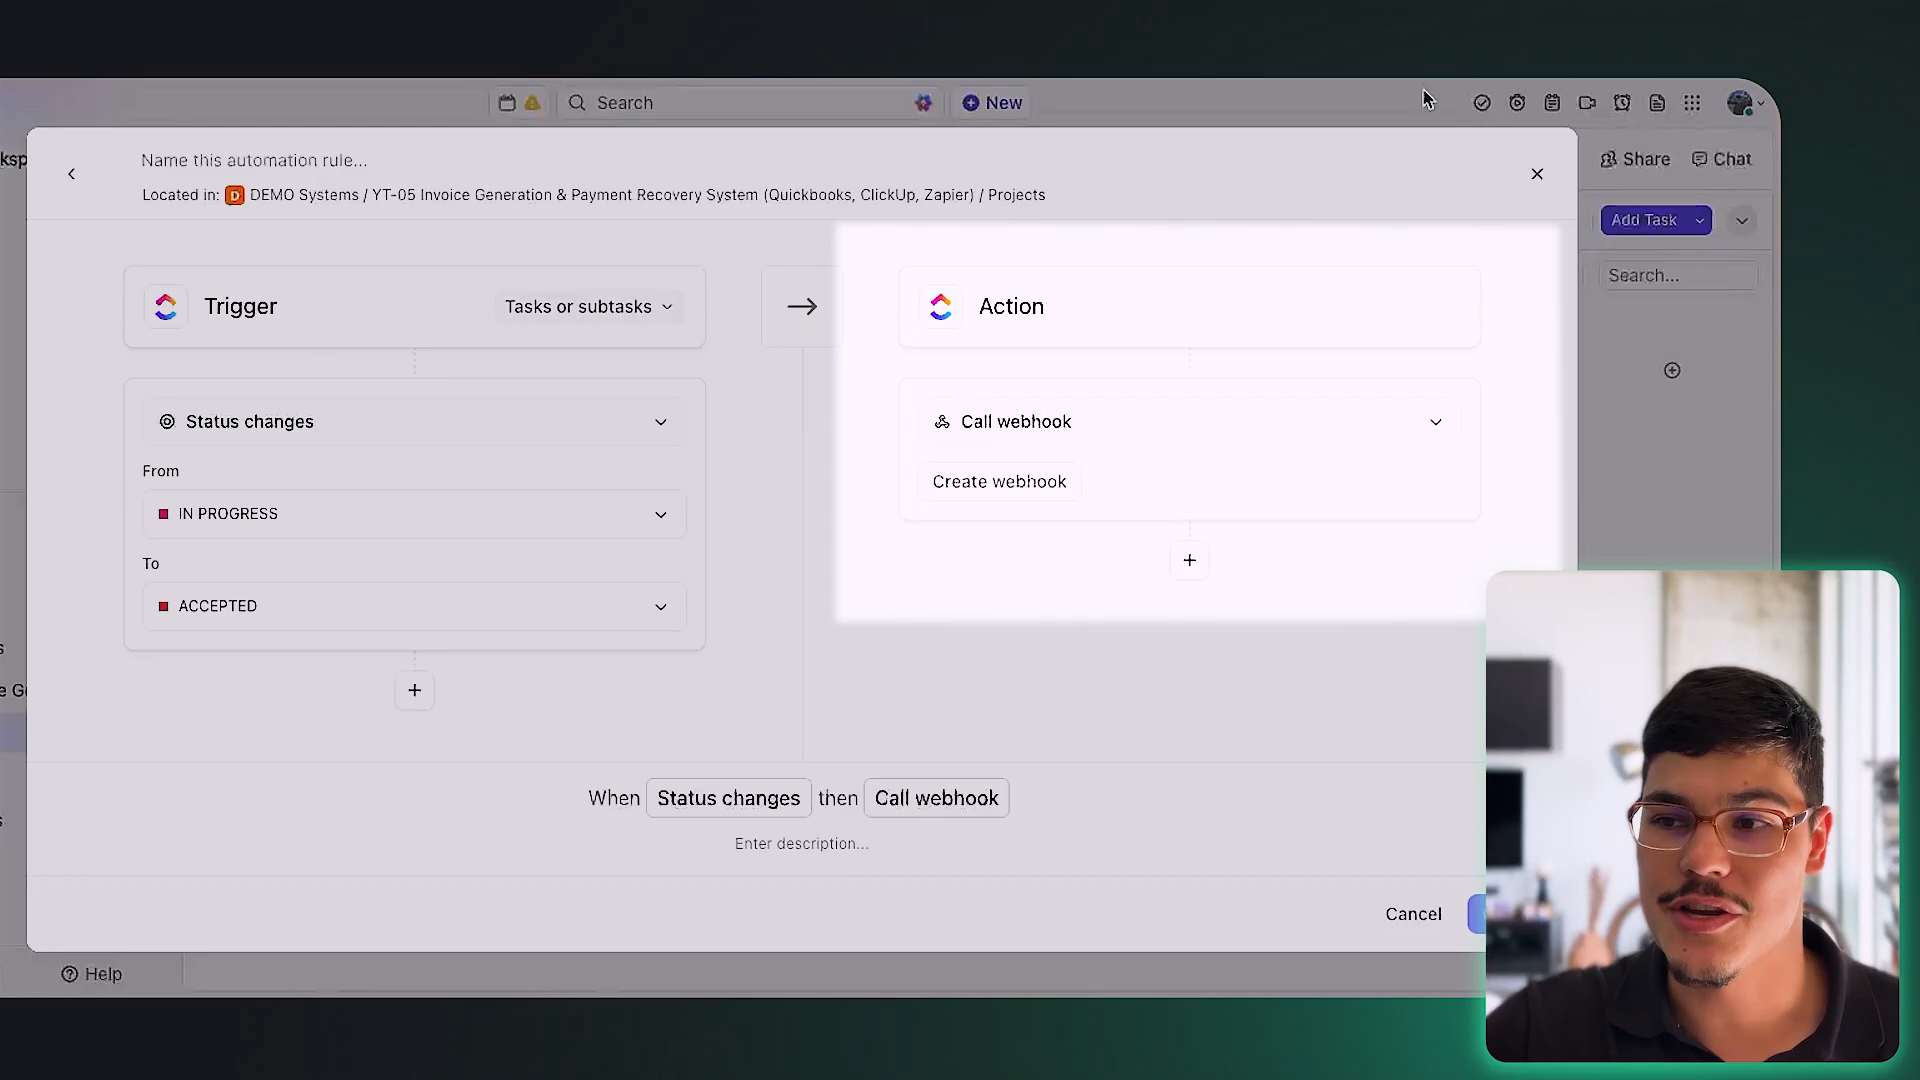 Search
New
ksp
Name this automation rule...
Located in: D DEMO Systems / YT-05 Invoice Generation & Payment Recovery System (Quickbooks, ClickUp, Zapier) / Projects
Share
Chat
Add Task
Search...
Trigger
Tasks or subtasks
Action
Status changes
From
IN PROGRESS
To
ACCEPTED
Call webhook
Create webhook
s
e G
s
When Status changes then Call webhook
Enter description...
Cancel
Help